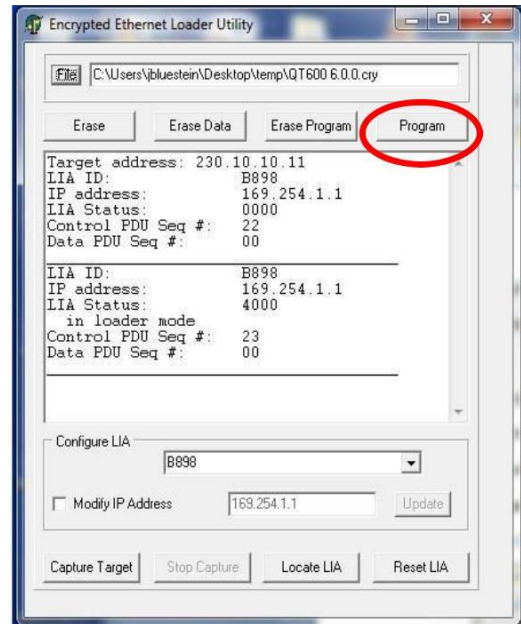 Encrypted Ethernet Loader Utility
File C:\Users\jbluestein\Desktop\temp\QT600 6.0.0.cry
Erase Erase Data Erase Program Program
Target address: 230.10.10.11
LIA ID: B898
IP address: 169.254.1.1
LIA Status: 0000
Control PDU Seq #: 22
Data PDU Seq #: 00
LIA ID: B898
IP address: 169.254.1.1
LIA Status: 4000
in loader mode
Control PDU Seq #: 23
Data PDU Seq #: 00
Configure LIA
B898
Modify IP Address 169.254.1.1 Update
Capture Target Stop Capture Locate LIA Reset LIA